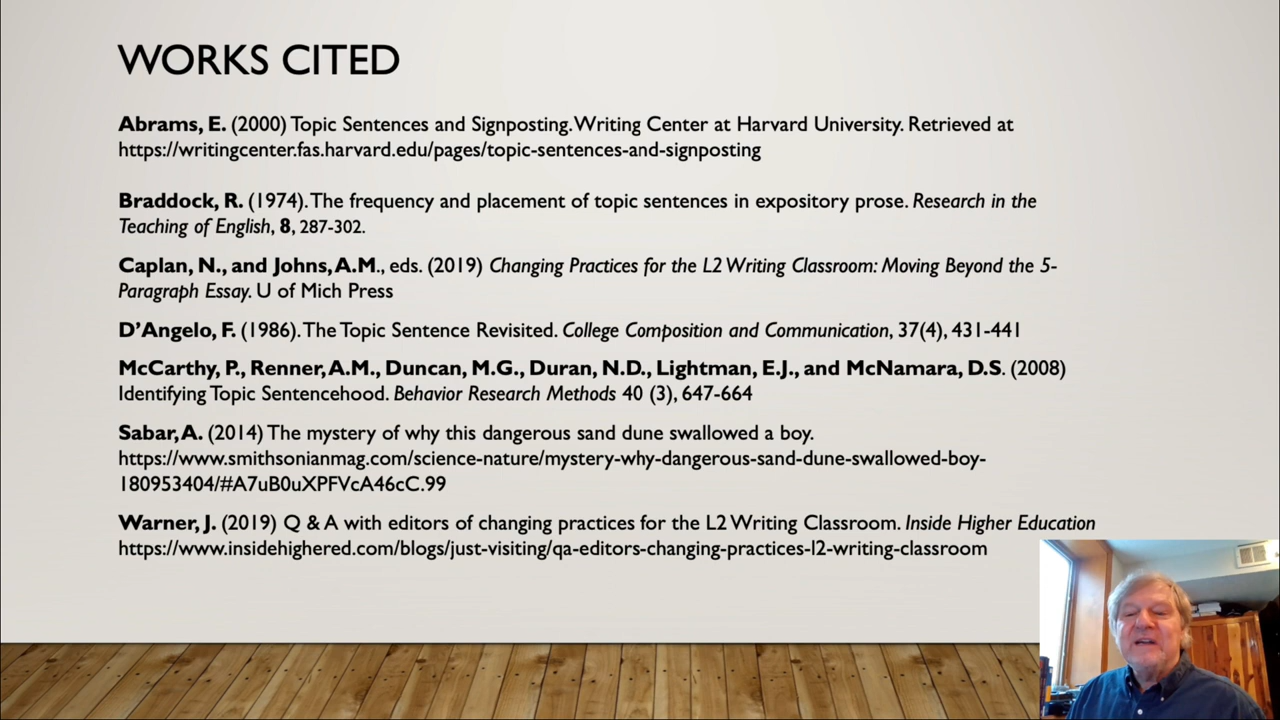 WORKS CITED
Abrams, E. (2000) Topic Sentences and Signposting. Writing Center at Harvard University. Retrieved at
https://writingcenter.fas.harvard.edu/pages/topic-sentences-and-signposting
Braddock, R. (1974). The frequency and placement of topic sentences in expository prose. Research in the
Teaching of English, 8, 287-302.
Caplan, N., and Johns, A.M., eds. (2019) Changing Practices for the L2 Writing Classroom: Moving Beyond the 5-
Paragraph Essay. U of Mich Press
D’Angelo, F. (1986). The Topic Sentence Revisited. College Composition and Communication, 37(4), 431-441
McCarthy, P., Renner, A.M., Duncan, M.G., Duran, N.D., Lightman, E.J., and McNamara, D.S. (2008)
Identifying Topic Sentencehood. Behavior Research Methods 40 (3), 647-664
Sabar, A. (2014) The mystery of why this dangerous sand dune swallowed a boy.
https://www.smithsonianmag.com/science-nature/mystery-why-dangerous-sand-dune-swallowed-boy-
180953404/#A7uB0uXPFVcA46cC.99
Warner, J. (2019) Q & A with editors of changing practices for the L2 Writing Classroom. Inside Higher Education
https://www.insidehighered.com/blogs/just-visiting/qa-editors-changing-practices-l2-writing-classroom